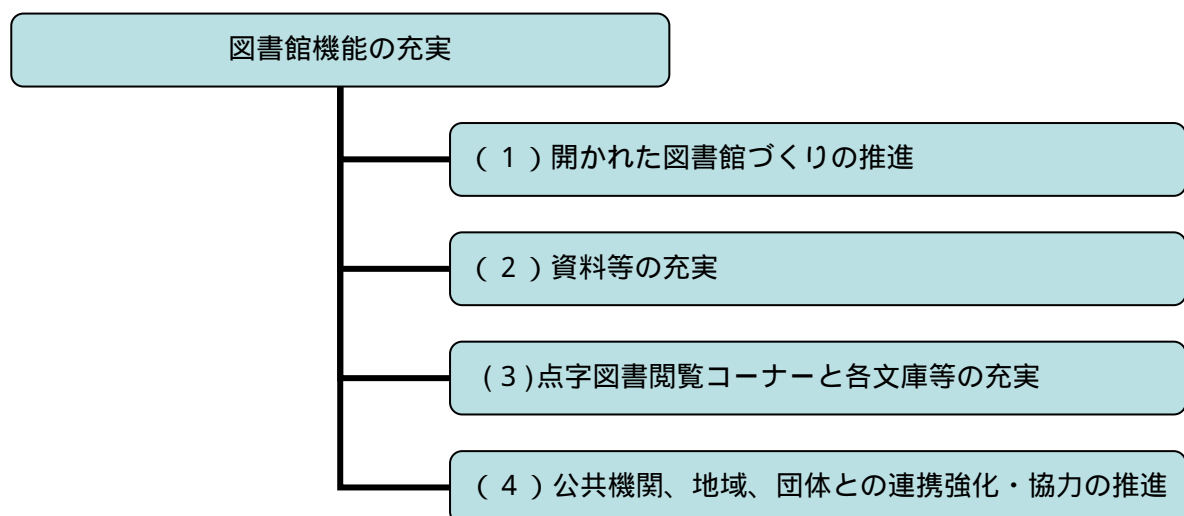 図書館機能の充実
（１）開かれた図書館づくりの推進
（２）資料等の充実
(３)点字図書閲覧コーナーと各文庫等の充実
（４）公共機関、地域、団体との連携強化・協力の推進